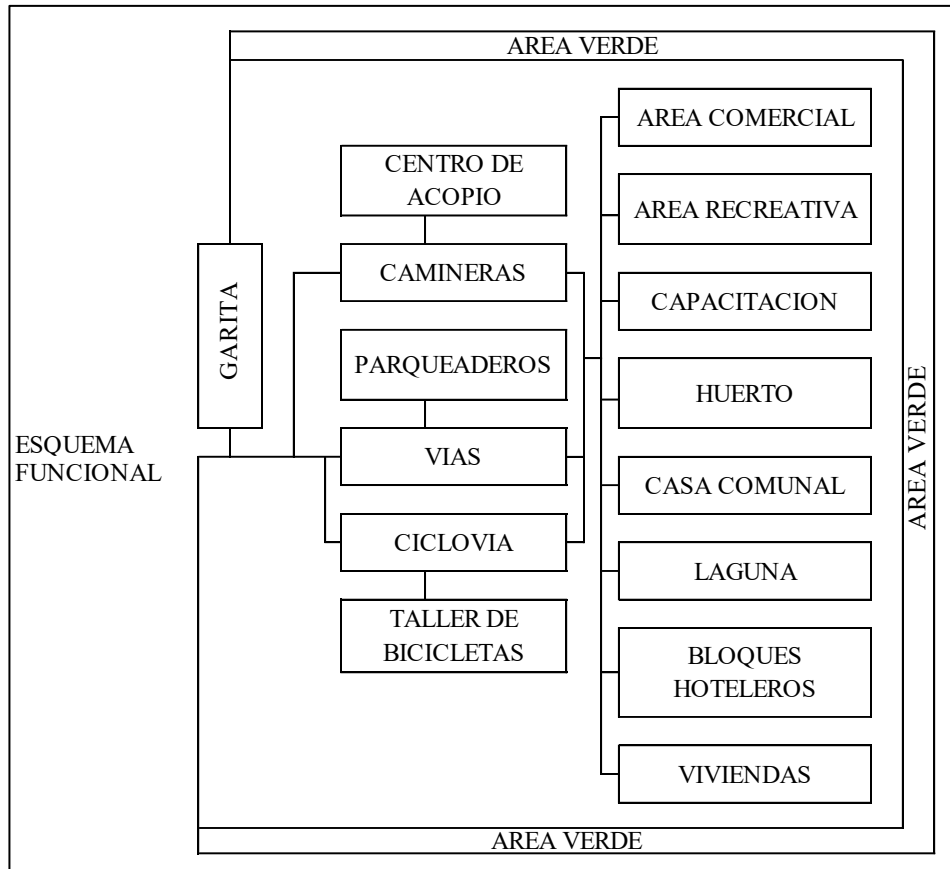 AREA VERDE
AREA COMERCIAL
CENTRO DE
ACOPIO
AREA RECREATIVA
CAMINERAS
CAPACITACION
GARITA
PARQUEADEROS
HUERTO
AREA VERDE
ESQUEMA
FUNCIONAL
VIAS
CASA COMUNAL
CICLOVIA
LAGUNA
TALLER DE
BICICLETAS
BLOQUES
HOTELEROS
VIVIENDAS
AREA VERDE